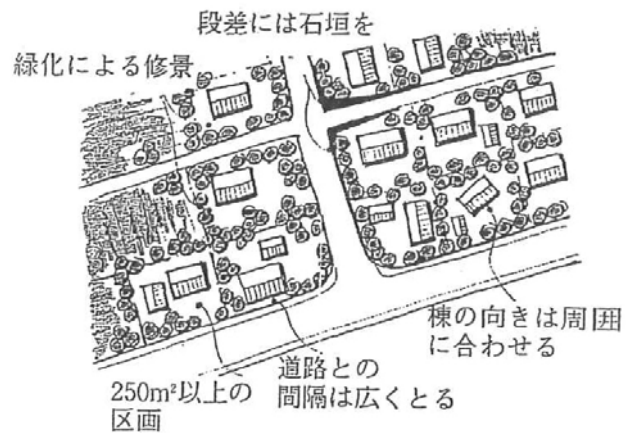 段差には石垣を
緑化による修景
棟の向きは周囲
に合わせる
道路との
間隔は広くとる
250m²以上の
区画